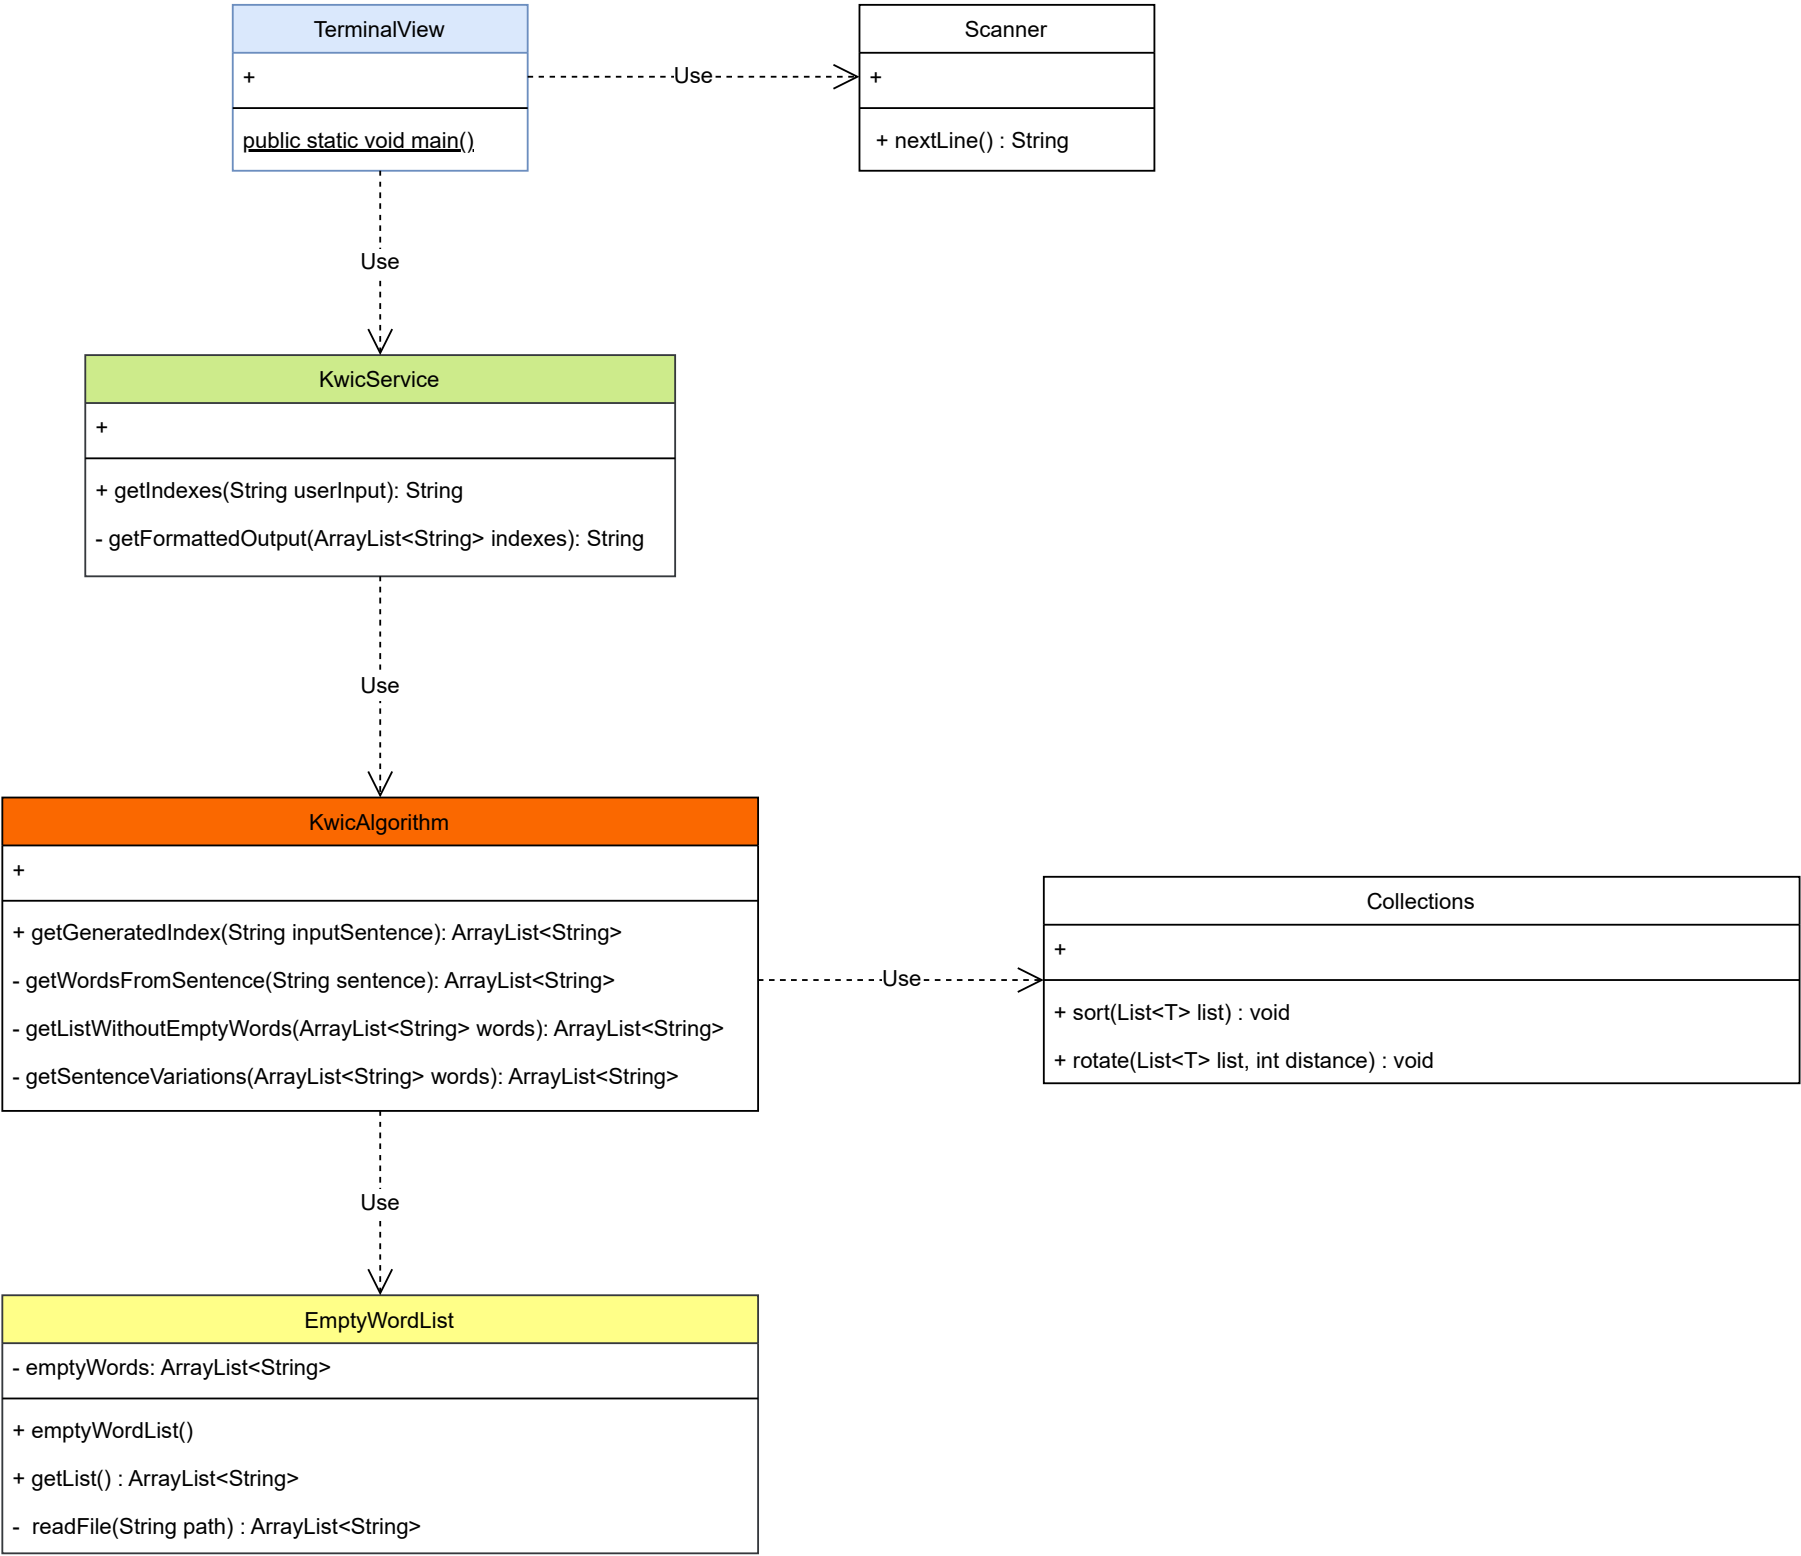 TerminalView
+
public static void main()
Use
Scanner
+
+ nextLine() : String
Use
KwicService
+
+ getIndexes(String userInput): String
- getFormattedOutput(ArrayList<String> indexes): String
Use
KwicAlgorithm
+
+ getGeneratedIndex(String inputSentence): ArrayList<String>
- getWordsFromSentence(String sentence): ArrayList<String>
- getListWithoutEmptyWords(ArrayList<String> words): ArrayList<String>
- getSentenceVariations(ArrayList<String> words): ArrayList<String>
Use
Collections
+
+ sort(List<T> list) : void
+ rotate(List<T> list, int distance) : void
Use
EmptyWordList
- emptyWords: ArrayList<String>
+ emptyWordList()
+ getList() : ArrayList<String>
- readFile(String path) : ArrayList<String>